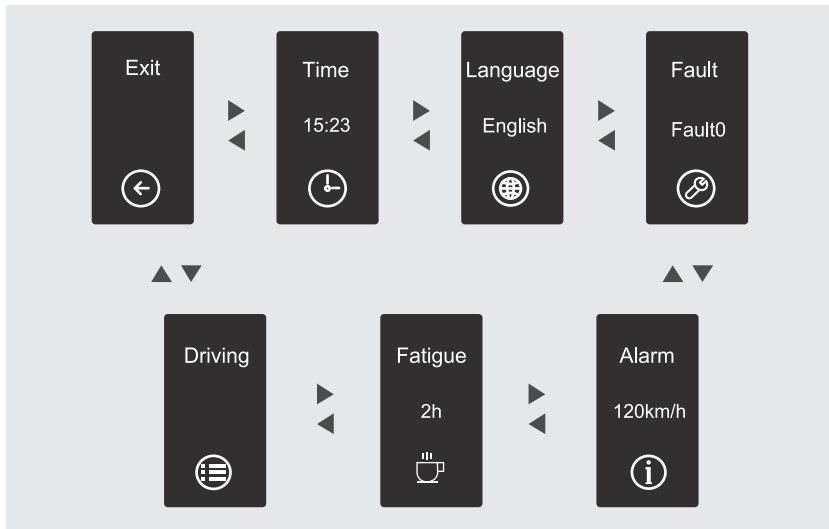 Exit
Time
15:23
Language
English
Fault
Fault0
Driving
Fatigue
2h
Alarm
120km/h